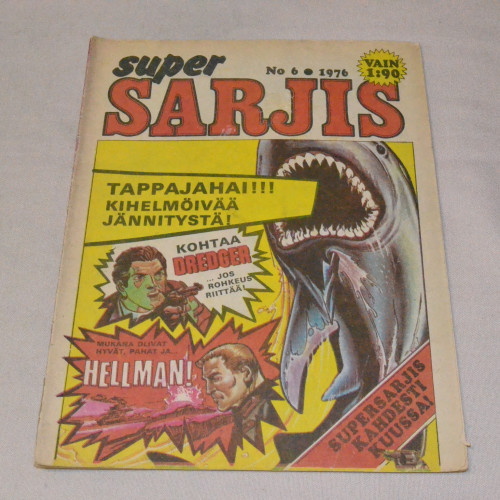 super
No 6 ● 1976
VAIN
1:90
SARJIS
TAPPAJAHAI!!!
KIHELMÖIVÄÄ
JÄNNITYSTÄ!
KOHTAA
DREDGER
... JOS
ROHKEUS
RIITTÄÄ!
MUKANA OLIVAT
HYVÄT, PAHAT JA...
HELLMAN!
SUPERSARJIS
KAHDESTI
KUUSSA!